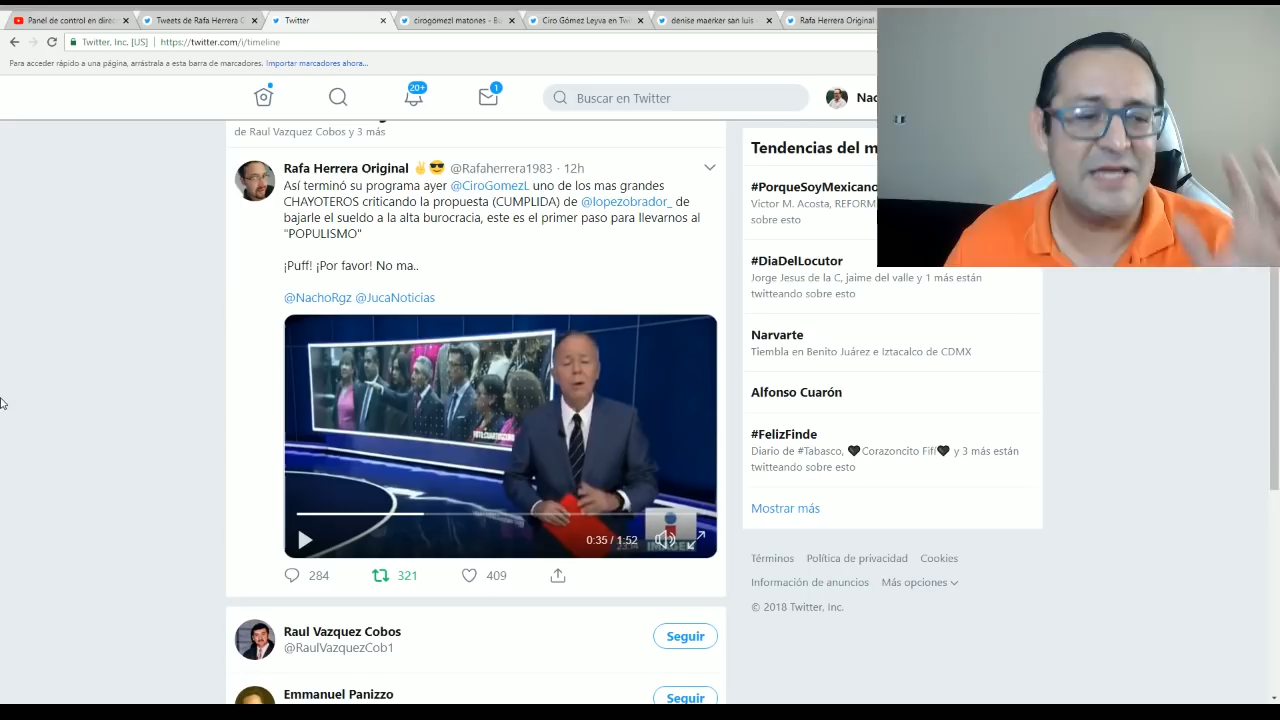 Panel de control en direc
Tweets de Rafa Herrera C
Twitter
cirogomezl matones - Bu
Ciro Gómez Leyva en Tw
denise maerker san luis
Rafa Herrera Original
Twitter, Inc. [US]
https://twitter.com/i/timeline
Para acceder rápido a una página, arrástrala a esta barra de marcadores. Importar marcadores ahora...
20+
1
Buscar en Twitter
Nac
de Raul Vazquez Cobos y 3 más
Rafa Herrera Original ✌😎 @Rafaherrera1983 · 12h
Así terminó su programa ayer @CiroGomezL uno de los mas grandes
CHAYOTEROS criticando la propuesta (CUMPLIDA) de @lopezobrador_ de
bajarle el sueldo a la alta burocracia, este es el primer paso para llevarnos al
"POPULISMO"
¡Puff! ¡Por favor! No ma..
@NachoRgz @JucaNoticias
0:35 / 1:52
IMAGEN
284
321
409
Raul Vazquez Cobos
@RaulVazquezCob1
Seguir
Emmanuel Panizzo
Seguir
Tendencias del m
#PorqueSoyMexicano
Victor M. Acosta, REFORM
sobre esto
#DiaDelLocutor
Jorge Jesus de la C, jaime del valle y 1 más están
twitteando sobre esto
Narvarte
Tiembla en Benito Juárez e Iztacalco de CDMX
Alfonso Cuarón
#FelizFinde
Diario de #Tabasco, 🖤Corazoncito Fifí🖤 y 3 más están
twitteando sobre esto
Mostrar más
Términos Política de privacidad Cookies
Información de anuncios Más opciones
© 2018 Twitter, Inc.